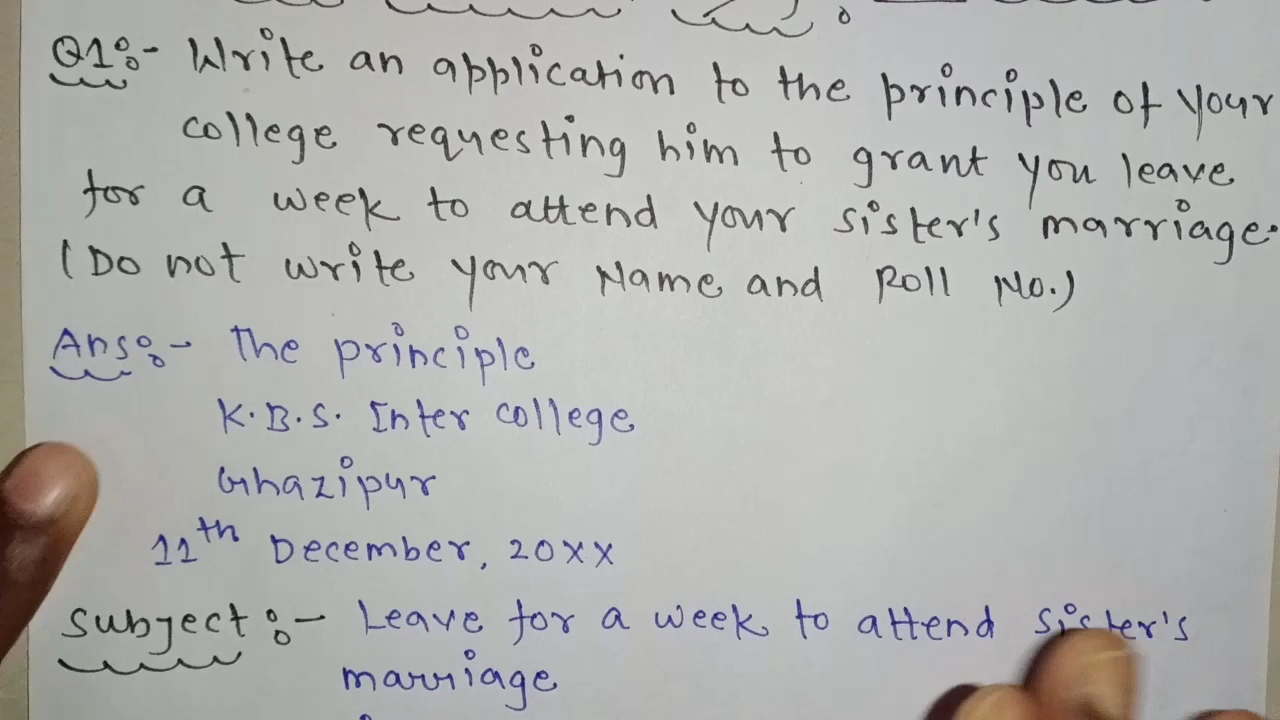 Q1:- Write an application to the principle of your
college requesting him to grant you leave
for a week to attend your sister's marriage.
(Do not write your Name and Roll No.)
Ans:- The principle
K.B.S. Inter college
Ghazipur
11th December, 20XX
Subject:- Leave for a week to attend sister's
marriage